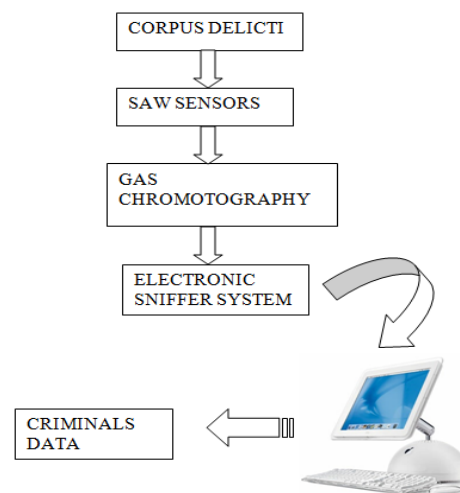 CORPUS DELICTI
SAW SENSORS
GAS
CHROMOTOGRAPHY
ELECTRONIC
SNIFFER SYSTEM
CRIMINALS
DATA